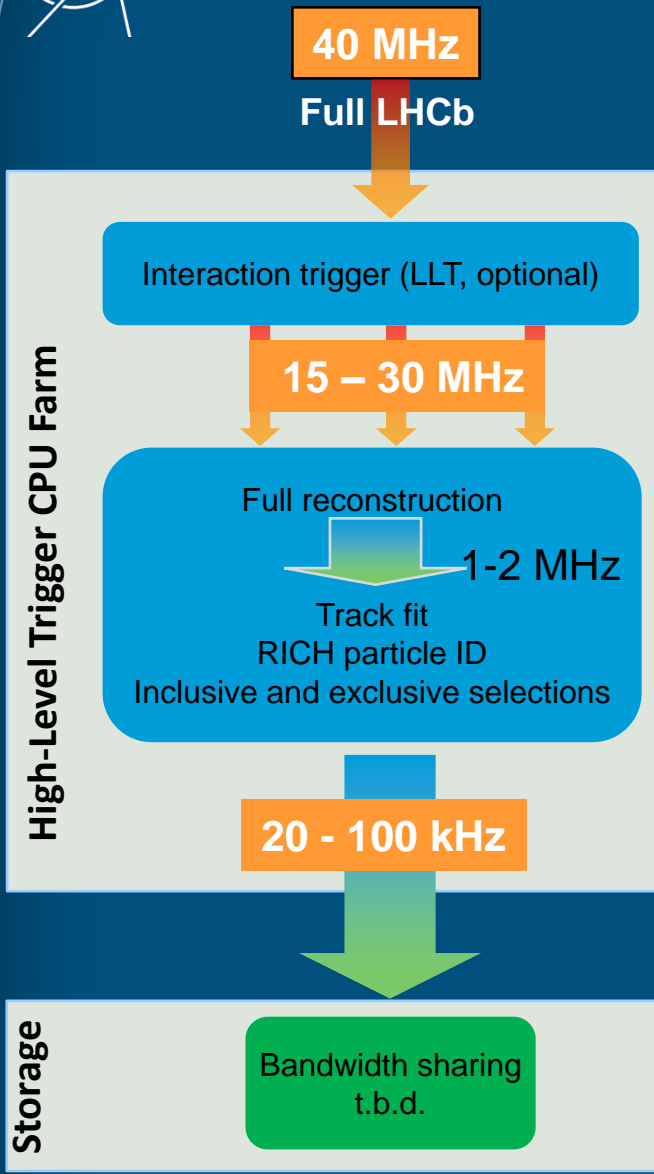 40 MHz
Full LHCb
High-Level Trigger CPU Farm
Interaction trigger (LLT, optional)
15 – 30 MHz
Full reconstruction
1-2 MHz
Track fit
RICH particle ID
Inclusive and exclusive selections
20 - 100 kHz
Storage
Bandwidth sharing
t.b.d.